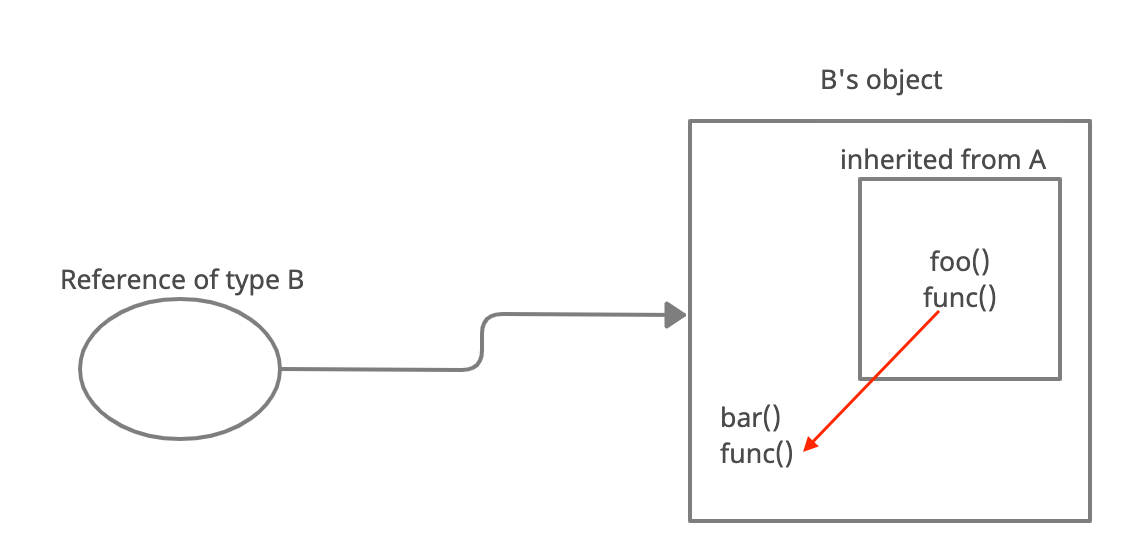 B's object
inherited from A
foo()
func()
Reference of type B
bar()
func()